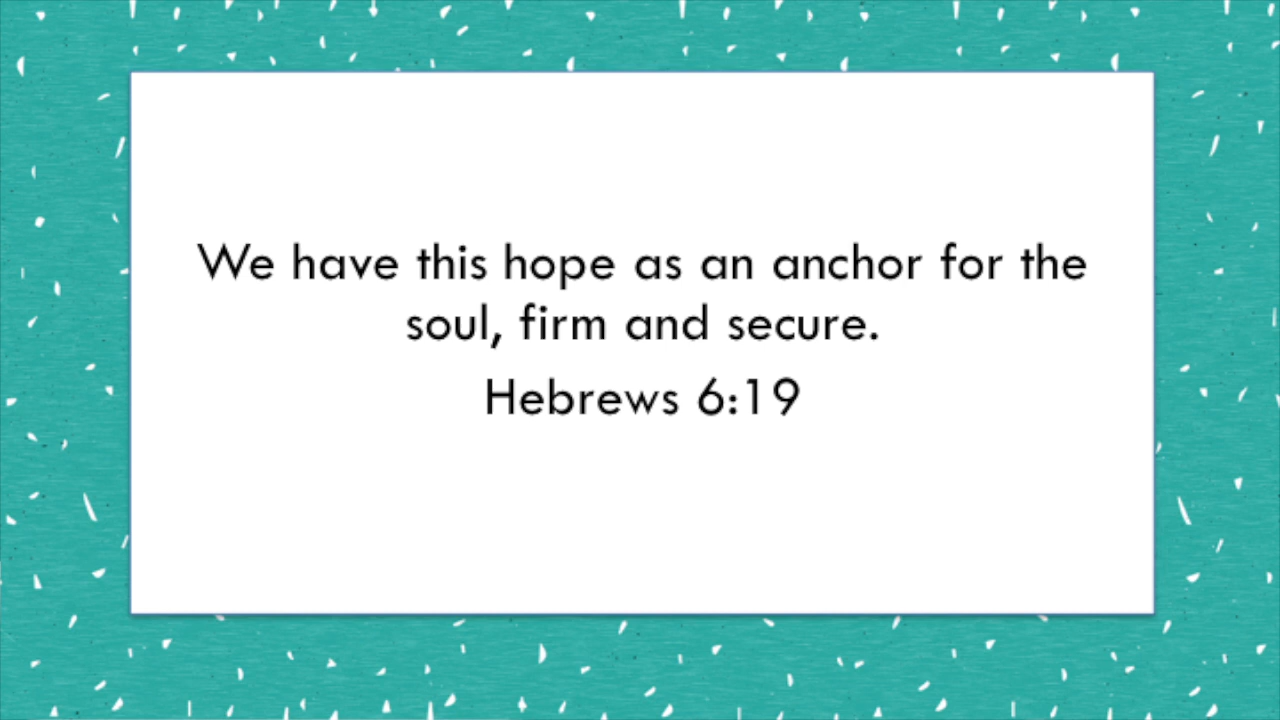 We have this hope as an anchor for the
soul, firm and secure.
Hebrews 6:19